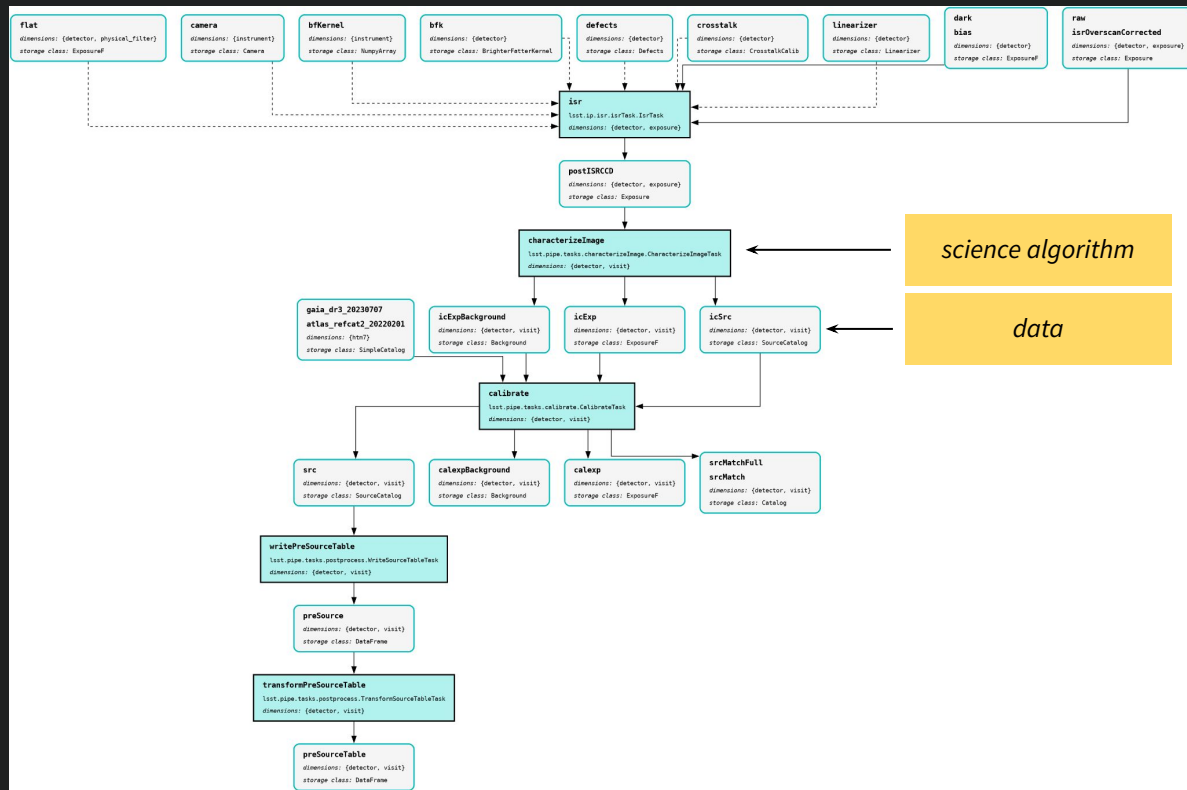 flat
dimensions: {detector, physical_filter}
storage class: ExposureF
camera
dimensions: {instrument}
storage class: Camera
bfKernel
dimensions: {instrument}
storage class: NumpyArray
bfk
dimensions: {detector}
storage class: BrighterFatterKernel
defects
dimensions: {detector}
storage class: Defects
crosstalk
dimensions: {detector}
storage class: CrosstalkCalib
linearizer
dimensions: {detector}
storage class: Linearizer
dark
bias
dimensions: {detector}
storage class: ExposureF
raw
isrOverscanCorrected
dimensions: {detector, exposure}
storage class: Exposure
isr
lsst.ip.isr.isrTask.IsrTask
dimensions: {detector, exposure}
postISRCCD
dimensions: {detector, exposure}
storage class: Exposure
characterizeImage
lsst.pipe.tasks.characterizeImage.CharacterizeImageTask
dimensions: {detector, visit}
science algorithm
gaia_dr3_20230707
atlas_refcat2_20220201
dimensions: {htm7}
storage class: SimpleCatalog
icExpBackground
dimensions: {detector, visit}
storage class: Background
icExp
dimensions: {detector, visit}
storage class: ExposureF
icSrc
dimensions: {detector, visit}
storage class: SourceCatalog
data
calibrate
lsst.pipe.tasks.calibrate.CalibrateTask
dimensions: {detector, visit}
src
dimensions: {detector, visit}
storage class: SourceCatalog
calexpBackground
dimensions: {detector, visit}
storage class: Background
calexp
dimensions: {detector, visit}
storage class: ExposureF
srcMatchFull
srcMatch
dimensions: {detector, visit}
storage class: Catalog
writePreSourceTable
lsst.pipe.tasks.postprocess.WriteSourceTableTask
dimensions: {detector, visit}
preSource
dimensions: {detector, visit}
storage class: DataFrame
transformPreSourceTable
lsst.pipe.tasks.postprocess.TransformSourceTableTask
dimensions: {detector, visit}
preSourceTable
dimensions: {detector, visit}
storage class: DataFrame